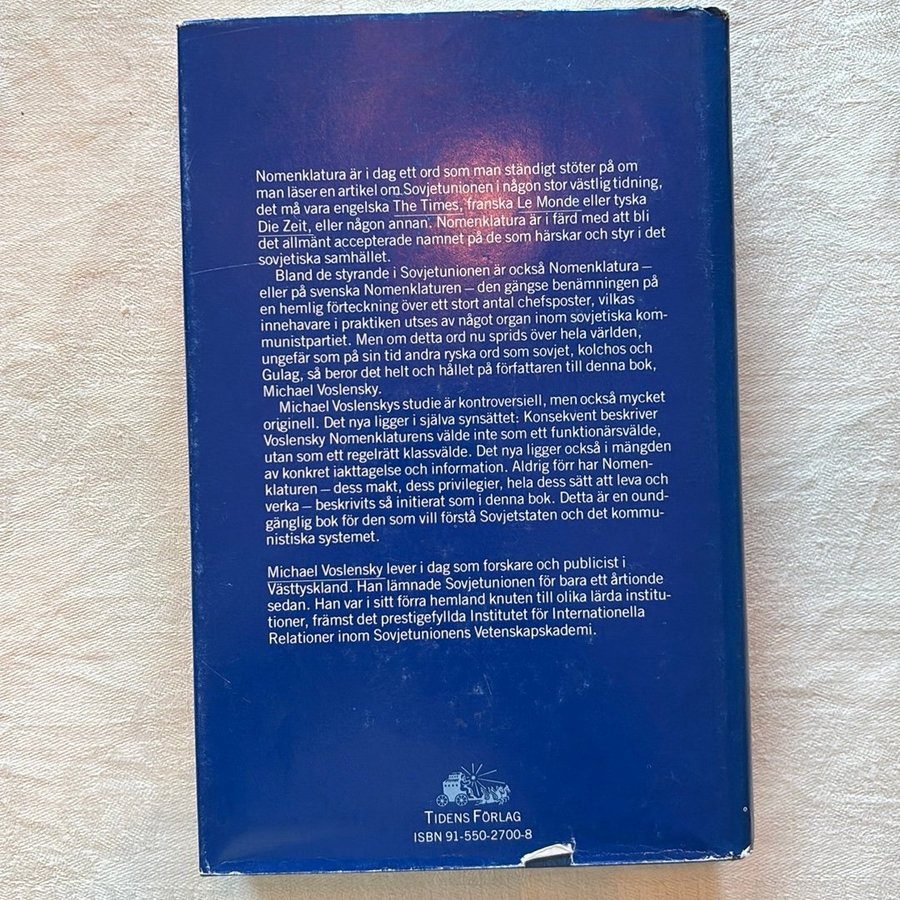 Nomenklatura är i dag ett ord som man ständigt stöter på om
man läser en artikel om Sovjetunionen i någon stor västlig tidning,
det må vara engelska The Times, franska Le Monde eller tyska
Die Zeit, eller någon annan. Nomenklatura är i färd med att bli
det allmänt accepterade namnet på de som härskar och styr i det
sovjetiska samhället.
Bland de styrande i Sovjetunionen är också Nomenklatura –
eller på svenska Nomenklaturen – den gängse benämningen på
en hemlig förteckning över ett stort antal chefsposter, vilkas
innehavare i praktiken utses av något organ inom sovjetiska kom-
munistpartiet. Men om detta ord nu sprids över hela världen,
ungefär som på sin tid andra ryska ord som sovjet, kolchos och
Gulag, så beror det helt och hållet på författaren till denna bok,
Michael Voslensky.
Michael Voslenskys studie är kontroversiell, men också mycket
originell. Det nya ligger i själva synsättet: Konsekvent beskriver
Voslensky Nomenklaturens välde inte som ett funktionärsvälde,
utan som ett regelrätt klassvälde. Det nya ligger också i mängden
av konkret iakttagelse och information. Aldrig förr har Nomen-
klaturen – dess makt, dess privilegier, hela dess sätt att leva och
verka – beskrivits så initierat som i denna bok. Detta är en ound-
gänglig bok för den som vill förstå Sovjetstaten och det kommu-
nistiska systemet.
Michael Voslensky lever i dag som forskare och publicist i
Västtyskland. Han lämnade Sovjetunionen för bara ett årtionde
sedan. Han var i sitt förra hemland knuten till olika lärda institu-
tioner, främst det prestigefyllda Institutet för Internationella
Relationer inom Sovjetunionens Vetenskapskademi.
TIDENS FÖRLAG
ISBN 91-550-2700-8